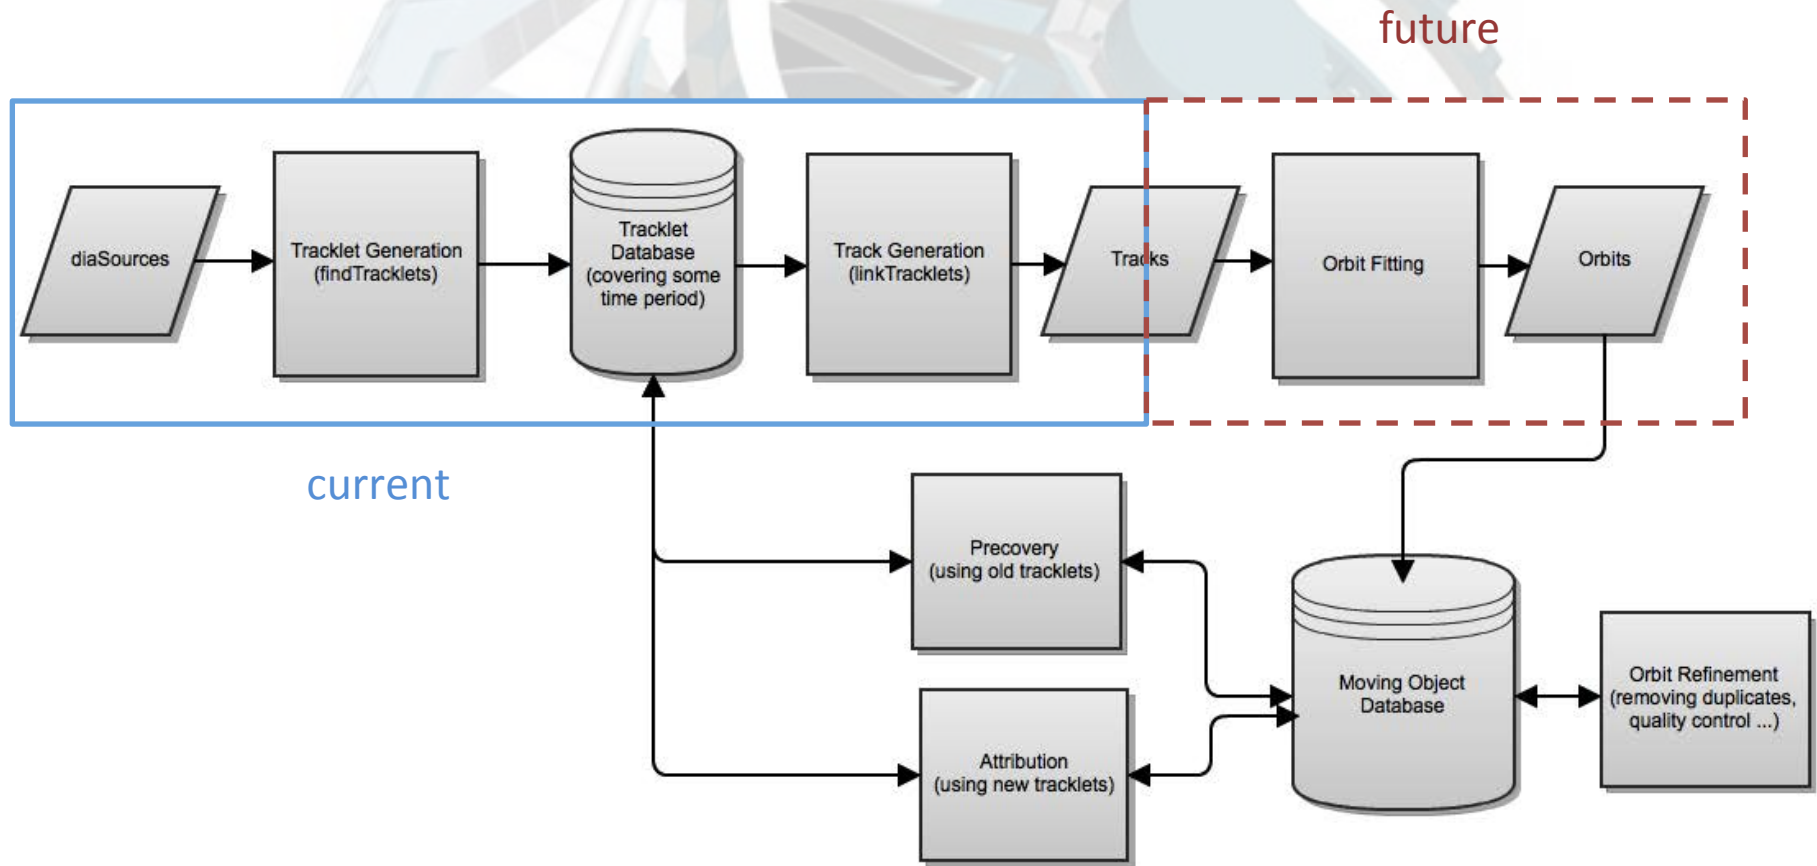 future
diaSources
Tracklet Generation
(findTracklets)
Tracklet
Database
(covering some
time period)
Track Generation
(linkTracklets)
Tracks
Orbit Fitting
Orbits
current
Precovery
(using old tracklets)
Attribution
(using new tracklets)
Moving Object
Database
Orbit Refinement
(removing duplicates,
quality control ...)